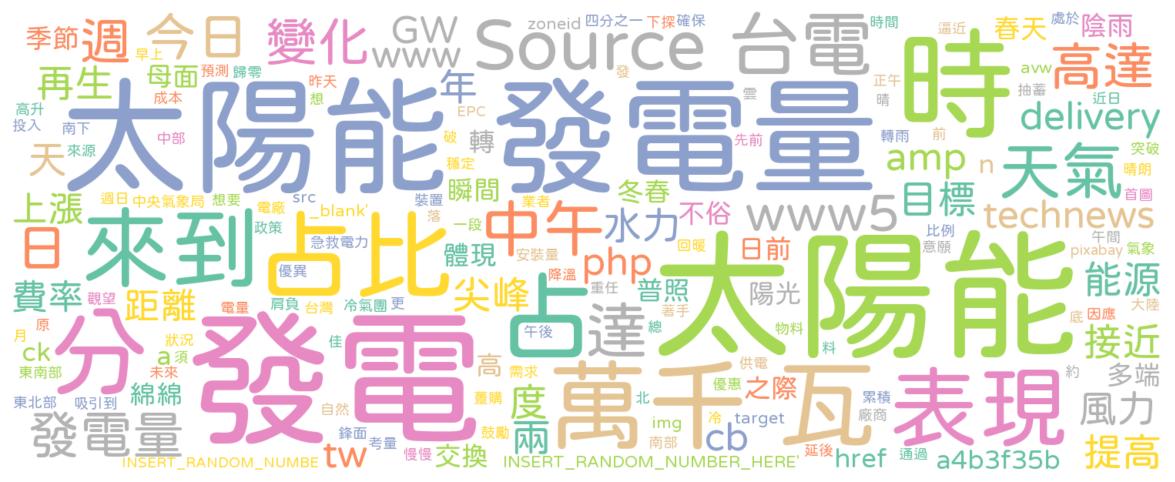 zoneid 四分之一 下探 確保 時間 處於
季節 週 今日 變化 GW www Source 台電 逼近 春天 陰雨
早上
再生 母面 預測 歸零 昨天 年 時 高達
成本 想 發 雲 正午 avw 抽蓄 近日
高升 太陽能 發電量 晴 delivery
投入 南下 中部 EPC 破 轉 先前 轉雨 前 突破
天 來源 穩定 amp n 天氣 晴朗
週日 中央氣象局 想要 src 瞬間 冬春 目標 首圖
上漲 電廠 _blank' 裝置 落 業者 不俗 www5 technews
日 來到 政策 占比 急救電力 一段 中午 水力 回暖 日前 比例 午間
體現 安裝量 意願 pixabay 氣象
優異 降溫 php 普照 陽光 太陽能 能源
費率 觀望 距離 肩負 冷氣團 更 尖峰 重任 著手 大陸
電量 台灣 占 達 總 物料 底 因應
月 原 分 發電 佳 午後 料 接近
ck 狀況 a 須 供電 約 多端
東南部 未來 高 需求 萬千瓦 之際 表現
東北部 吸引到 綿綿 自然 躉購 度 北 優惠 累積 風力
發電量 鋒面 考量 鼓勵 兩 img 冷 target 廠商
INSERT_RANDOM_NUMBE tw 慢慢 交換 南部 cb 延後 通過 提高
INSERT_RANDOM_NUMBER_HERE' href a4b3f35b